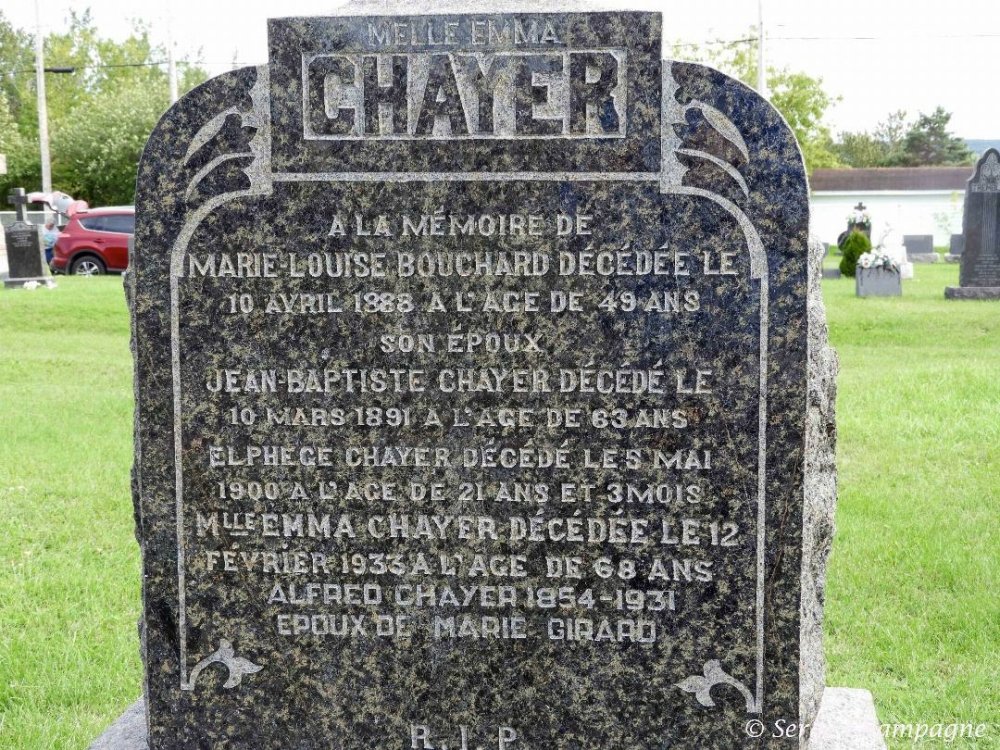 MELLE EMMA
CHAYER
A LA MÉMOIRE DE
MARIE-LOUISE BOUCHARD DÉCÉDÉE LE
10 AVRIL 1888 A L'AGE DE 49 ANS
SON ÉPOUX
JEAN-BAPTISTE CHAYER DÉCÉDÉ LE
10 MARS 1891 A L'AGE DE 63 ANS
ELPHÈGE CHAYER DÉCÉDÉ LE 5 MAI
1900 A L'AGE DE 21 ANS ET 3 MOIS
MLLE EMMA CHAYER DÉCÉDÉE LE 12
FÉVRIER 1933 A L'AGE DE 68 ANS
ALFRED CHAYER 1854-1931
EPOUX DE MARIE GIRARD
R.I.P
©